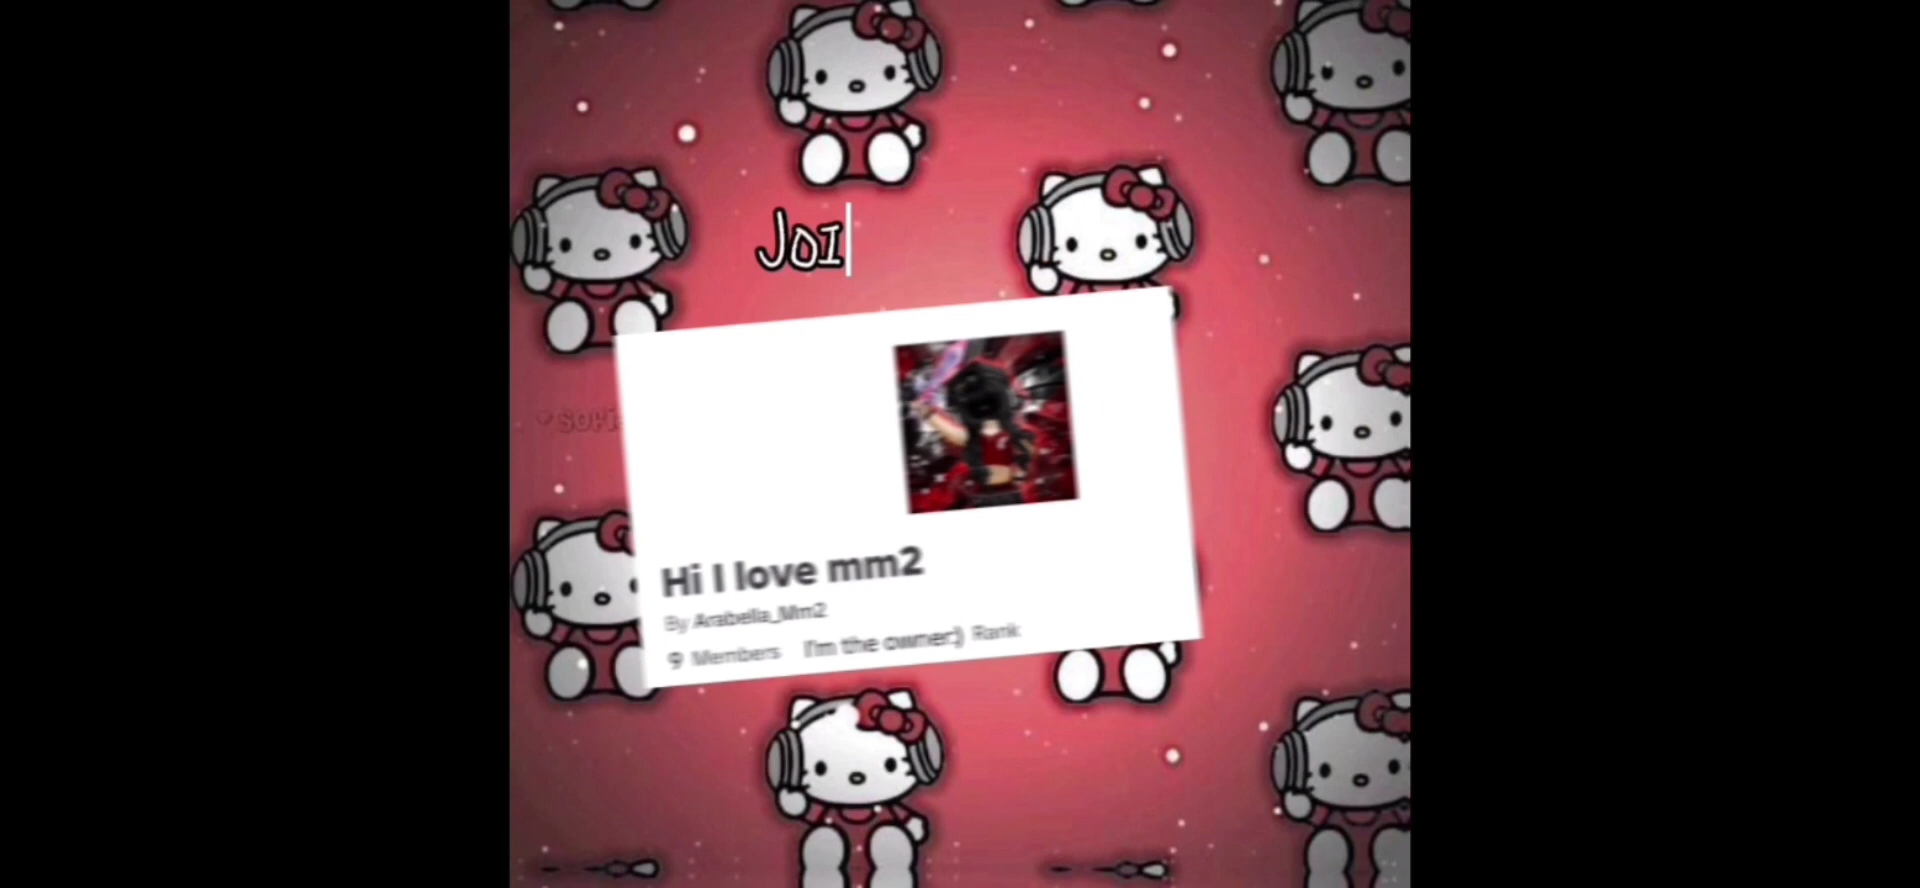 JOI
Hi I love mm2
By Arabella_Mm2
9 Members I'm the owner:) Rank